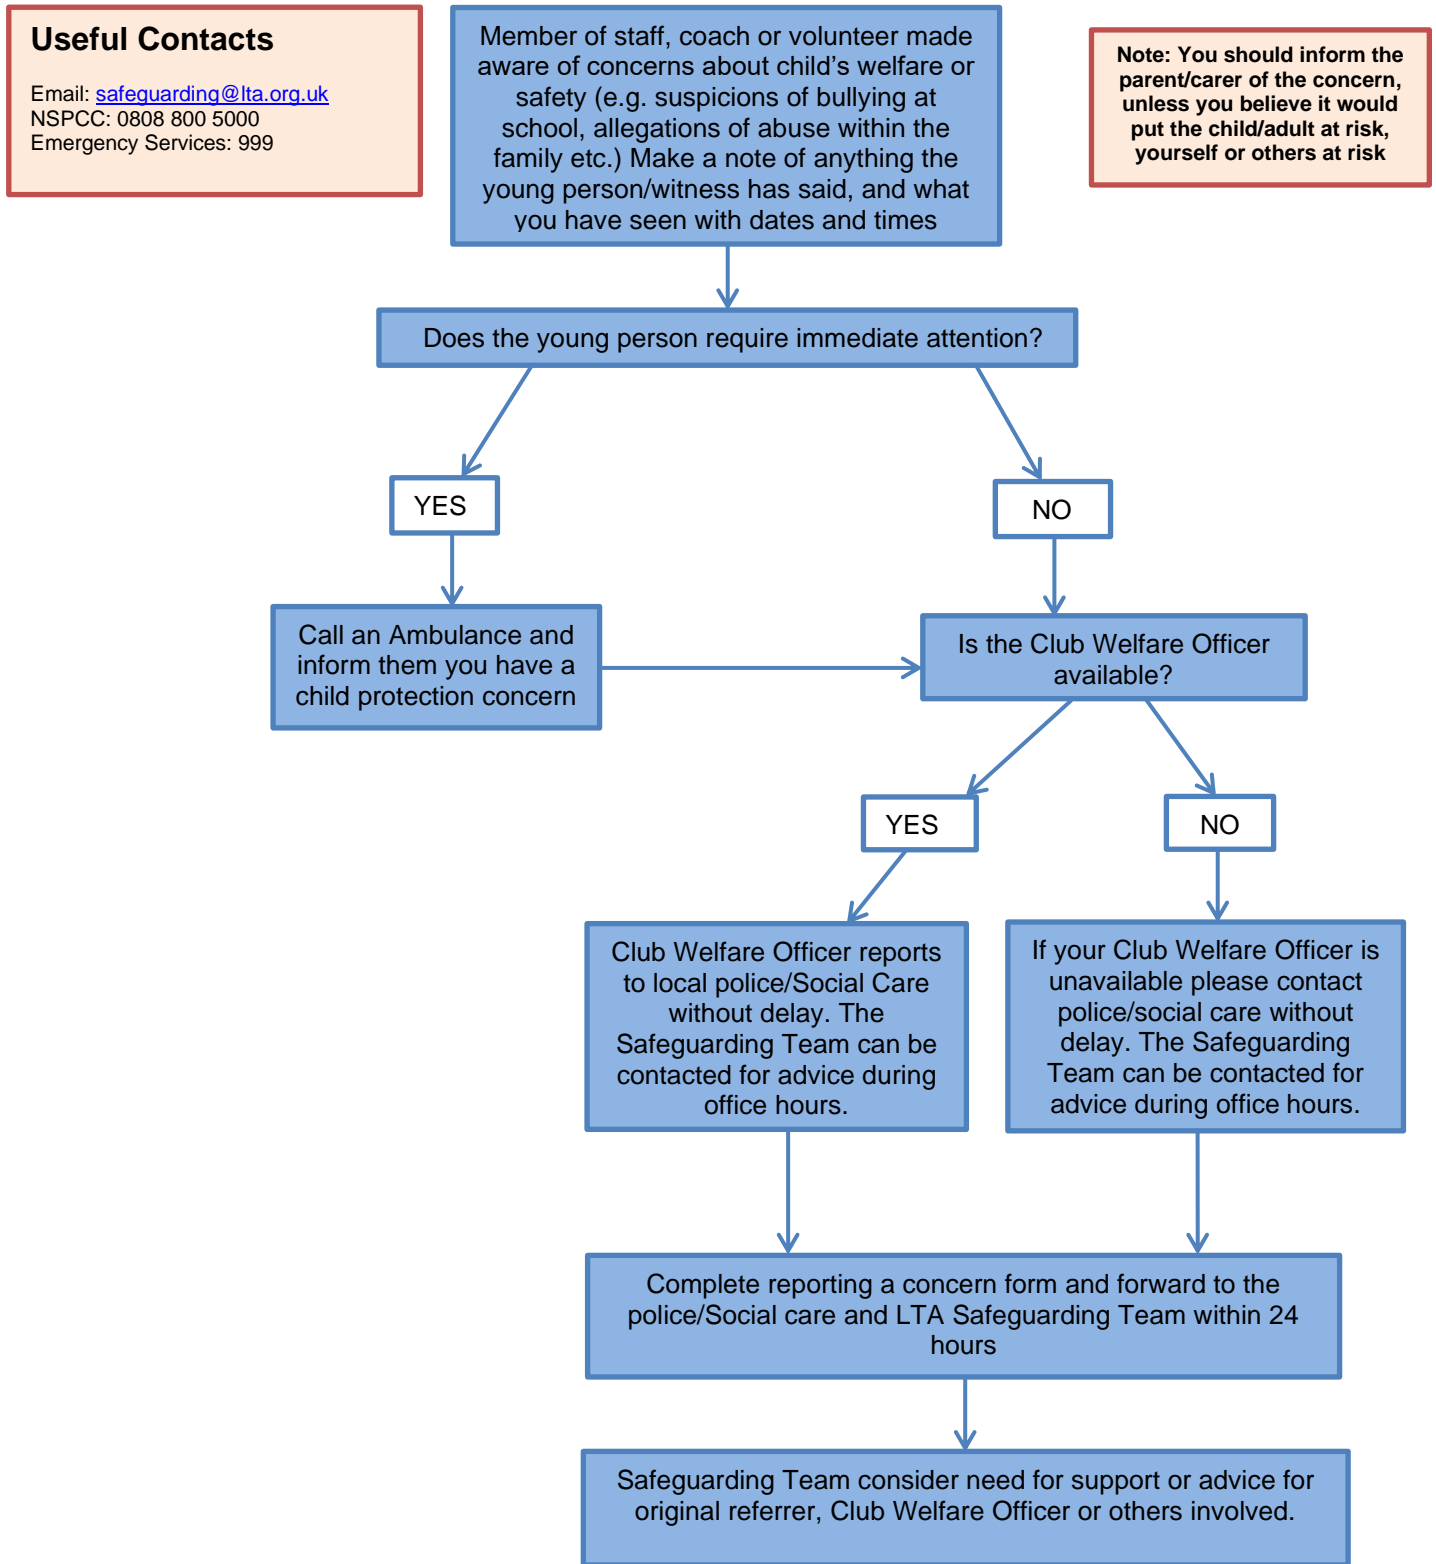 Useful Contacts
Email: safeguarding@lta.org.uk
NSPCC: 0808 800 5000
Emergency Services: 999
Member of staff, coach or volunteer made
aware of concerns about child's welfare or
safety (e.g. suspicions of bullying at
school, allegations of abuse within the
family etc.) Make a note of anything the
young person/witness has said, and what
you have seen with dates and times
Note: You should inform the
parent/carer of the concern,
unless you believe it would
put the child/adult at risk,
yourself or others at risk
Does the young person require immediate attention?
YES
NO
Call an Ambulance and
inform them you have a
child protection concern
Is the Club Welfare Officer
available?
YES
NO
Club Welfare Officer reports
to local police/Social Care
without delay. The
Safeguarding Team can be
contacted for advice during
office hours.
If your Club Welfare Officer is
unavailable please contact
police/social care without
delay. The Safeguarding
Team can be contacted for
advice during office hours.
Complete reporting a concern form and forward to the
police/Social care and LTA Safeguarding Team within 24
hours
Safeguarding Team consider need for support or advice for
original referrer, Club Welfare Officer or others involved.